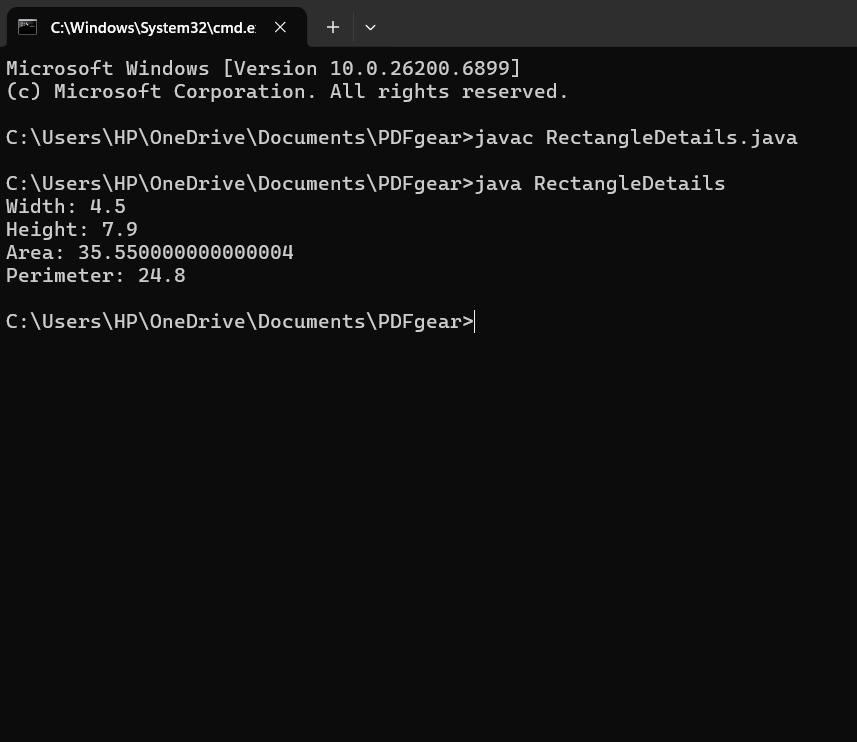 C:\Windows\System32\cmd.e
Microsoft Windows [Version 10.0.26200.6899]
(c) Microsoft Corporation. All rights reserved.
C:\Users\HP\OneDrive\Documents\PDFgear>javac RectangleDetails.java
C:\Users\HP\OneDrive\Documents\PDFgear>java RectangleDetails
Width: 4.5
Height: 7.9
Area: 35.550000000000004
Perimeter: 24.8
C:\Users\HP\OneDrive\Documents\PDFgear>